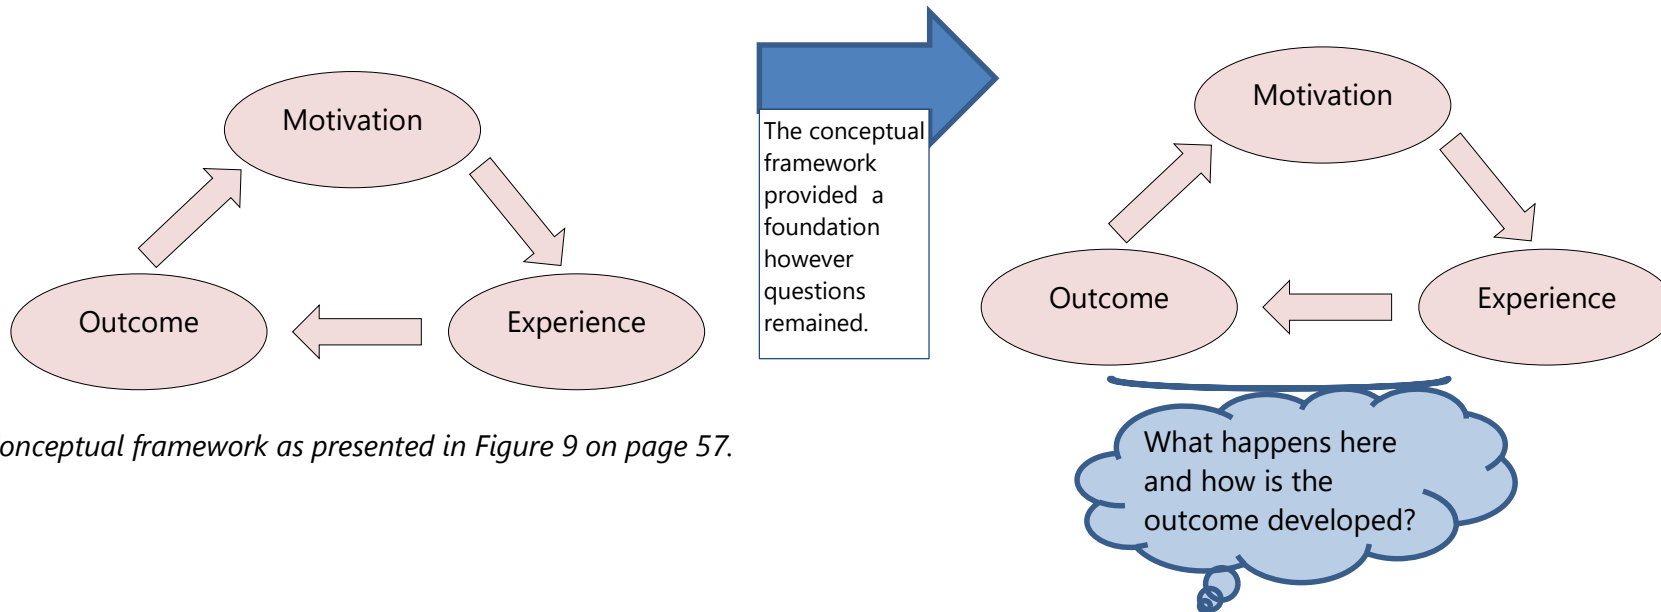 Motivation
Outcome
Experience
onceptual framework as presented in Figure 9 on page 57.
The conceptual
framework
provided a
foundation
however
questions
remained.
Motivation
Outcome
Experience
What happens here
and how is the
outcome developed?